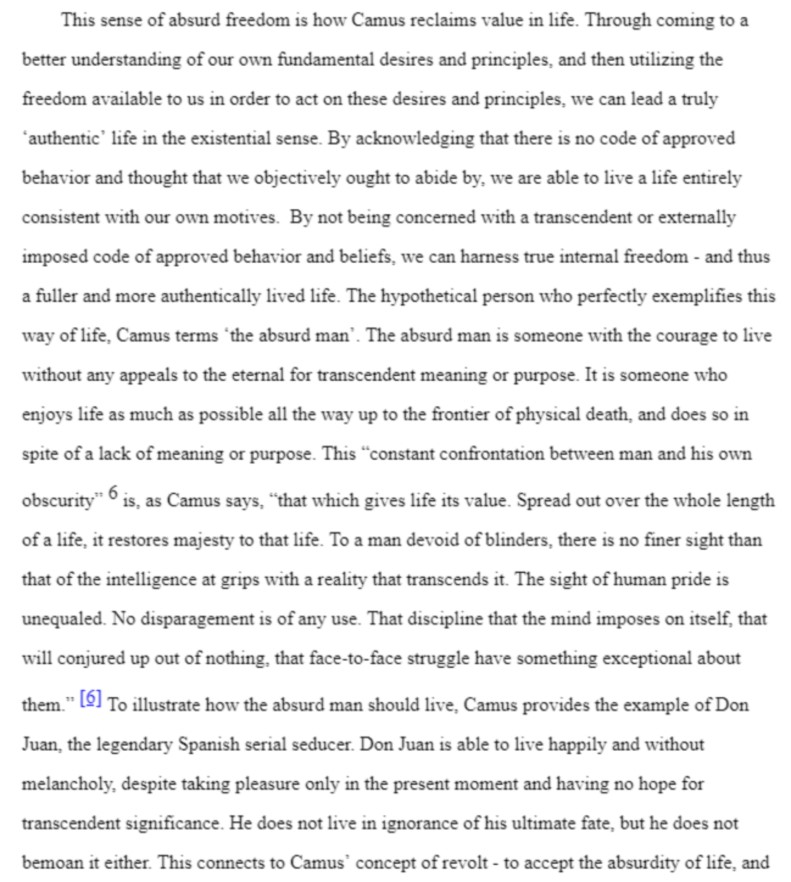 This sense of absurd freedom is how Camus reclaims value in life. Through coming to a
better understanding of our own fundamental desires and principles, and then utilizing the
freedom available to us in order to act on these desires and principles, we can lead a truly
‘authentic’ life in the existential sense. By acknowledging that there is no code of approved
behavior and thought that we objectively ought to abide by, we are able to live a life entirely
consistent with our own motives.  By not being concerned with a transcendent or externally
imposed code of approved behavior and beliefs, we can harness true internal freedom - and thus
a fuller and more authentically lived life. The hypothetical person who perfectly exemplifies this
way of life, Camus terms ‘the absurd man’. The absurd man is someone with the courage to live
without any appeals to the eternal for transcendent meaning or purpose. It is someone who
enjoys life as much as possible all the way up to the frontier of physical death, and does so in
spite of a lack of meaning or purpose. This “constant confrontation between man and his own
obscurity” 6 is, as Camus says, “that which gives life its value. Spread out over the whole length
of a life, it restores majesty to that life. To a man devoid of blinders, there is no finer sight than
that of the intelligence at grips with a reality that transcends it. The sight of human pride is
unequaled. No disparagement is of any use. That discipline that the mind imposes on itself, that
will conjured up out of nothing, that face-to-face struggle have something exceptional about
them.” [6] To illustrate how the absurd man should live, Camus provides the example of Don
Juan, the legendary Spanish serial seducer. Don Juan is able to live happily and without
melancholy, despite taking pleasure only in the present moment and having no hope for
transcendent significance. He does not live in ignorance of his ultimate fate, but he does not
bemoan it either. This connects to Camus’ concept of revolt - to accept the absurdity of life, and